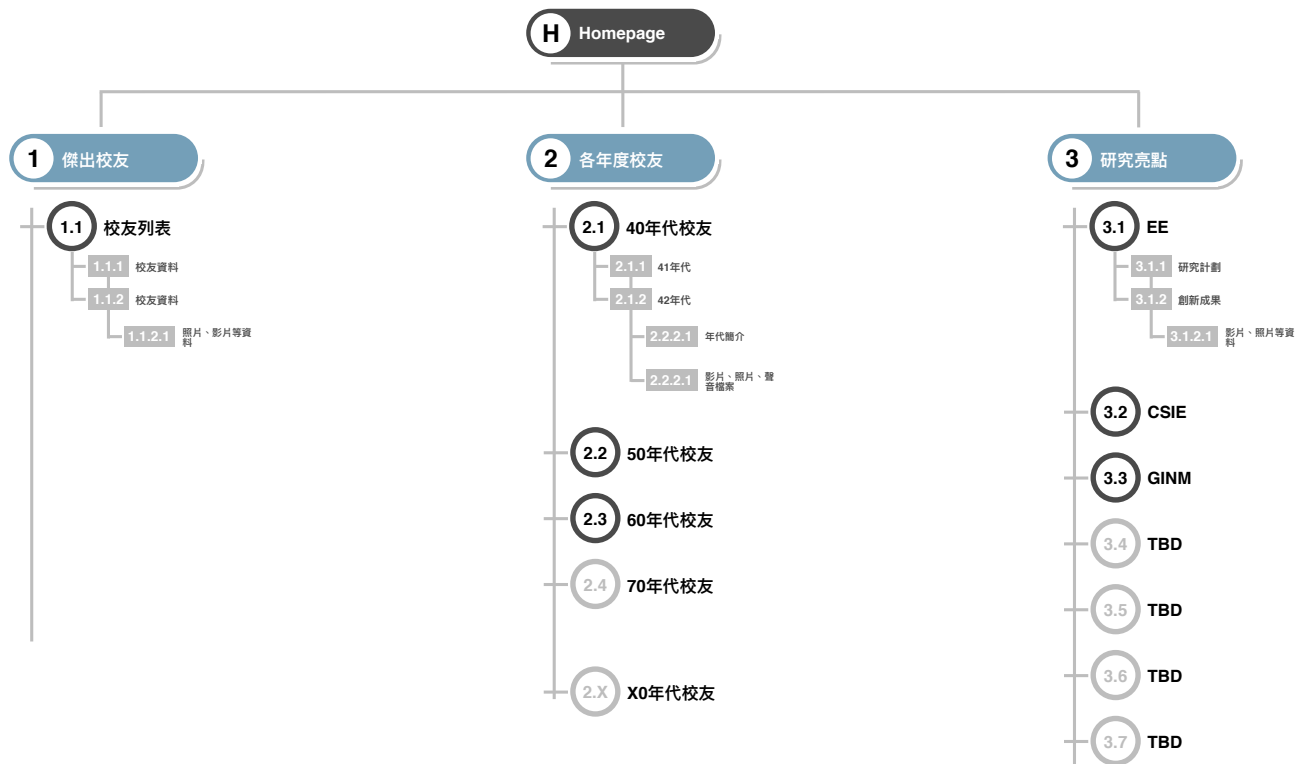 H Homepage
1 傑出校友
1.1 校友列表
1.1.1 校友資料
1.1.2 校友資料
1.1.2.1 照片、影片等資
料
2 各年度校友
2.1 40年代校友
2.1.1 41年代
2.1.2 42年代
2.2.2.1 年代簡介
2.2.2.1 影片、照片、聲
音檔案
2.2 50年代校友
2.3 60年代校友
2.4 70年代校友
2.X X0年代校友
3 研究亮點
3.1 EE
3.1.1 研究計劃
3.1.2 創新成果
3.1.2.1 影片、照片等資
料
3.2 CSIE
3.3 GINM
3.4 TBD
3.5 TBD
3.6 TBD
3.7 TBD